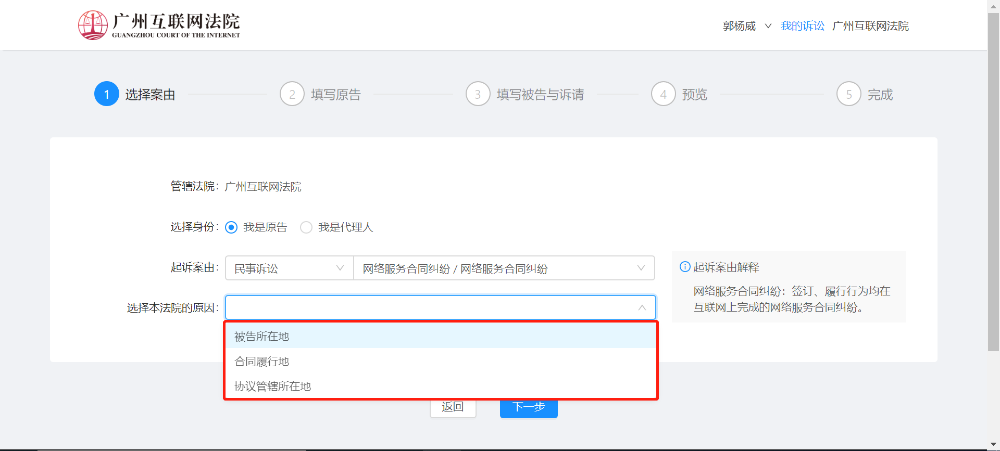 广州互联网法院
GUANGZHOU COURT OF THE INTERNET
郭杨威 我的诉讼 广州互联网法院
1 选择案由 2 填写原告 3 填写被告与诉请 4 预览 5 完成
管辖法院: 广州互联网法院
选择身份: 我是原告 我是代理人
起诉案由: 民事诉讼 网络服务合同纠纷 / 网络服务合同纠纷
起诉案由解释
网络服务合同纠纷：签订、履行行为均在
互联网上完成的网络服务合同纠纷。
选择本法院的原因:
被告所在地
合同履行地
协议管辖所在地
返回 下一步